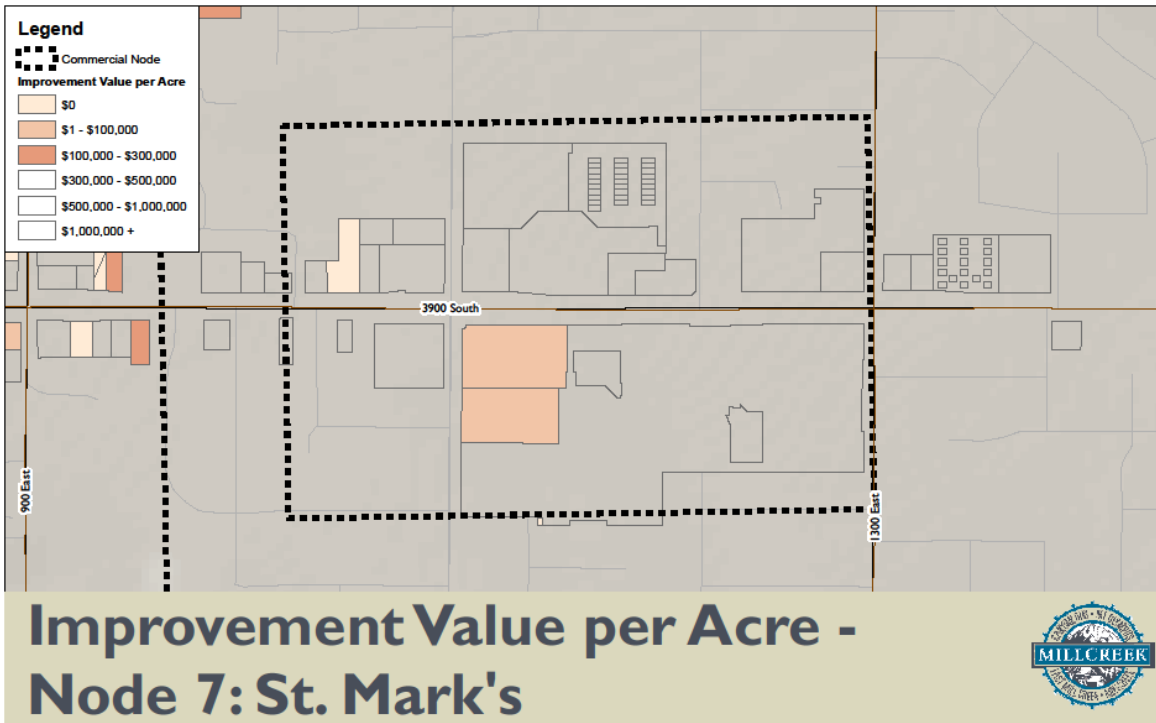 Legend
Commercial Node
Improvement Value per Acre
$0
$1 - $100,000
$100,000 - $300,000
$300,000 - $500,000
$500,000 - $1,000,000
$1,000,000 +
3900 South
900 East
1300 East
Improvement Value per Acre -
Node 7: St. Mark's
MILLCREEK